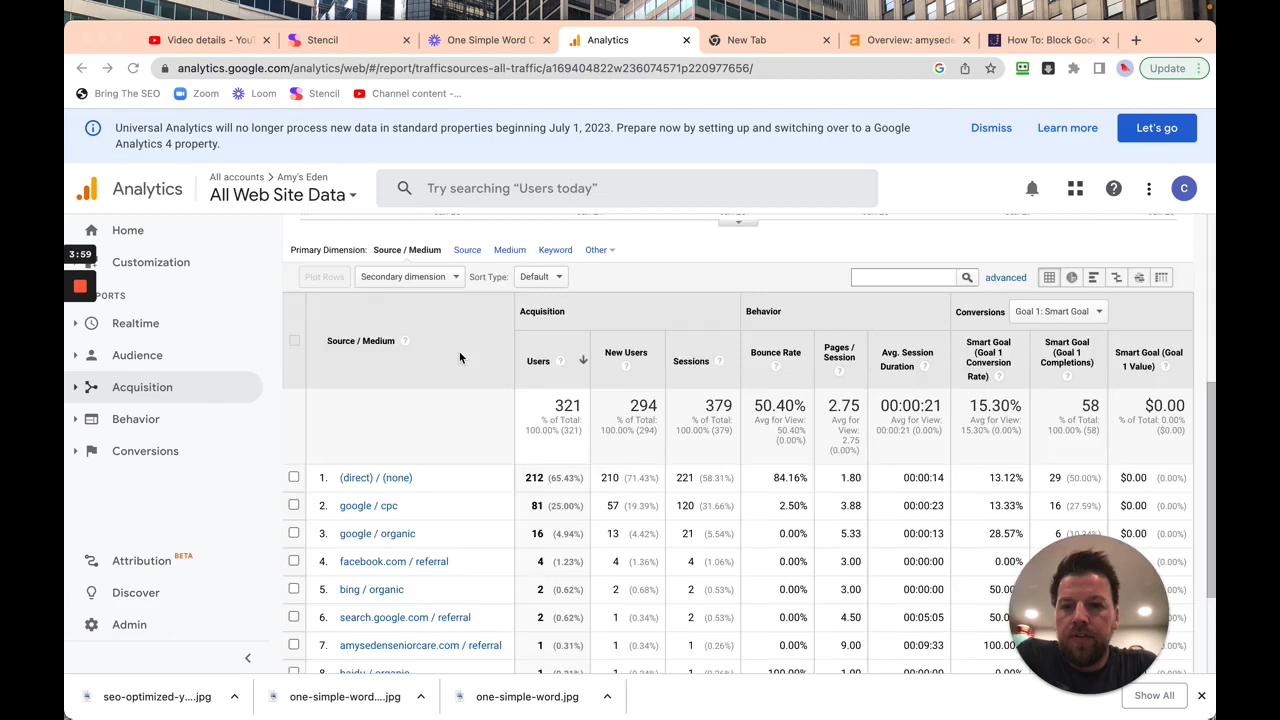 Video details - YouT
Stencil
One Simple Word C
Analytics
New Tab
Overview: amysede
How To: Block Goog
analytics.google.com/analytics/web/#/report/trafficsources-all-traffic/a169404822w236074571p220977656/
Update
Bring The SEO
Zoom
Loom
Stencil
Channel content -...
Universal Analytics will no longer process new data in standard properties beginning July 1, 2023. Prepare now by setting up and switching over to a Google
Analytics 4 property.
Dismiss
Learn more
Let's go
Analytics
All accounts > Amy's Eden
All Web Site Data
Try searching “Users today”
C
Home
3:59
Customization
PORTS
Realtime
Audience
Acquisition
Behavior
Conversions
Attribution BETA
Discover
Admin
Primary Dimension: Source / Medium Source Medium Keyword Other
Plot Rows Secondary dimension Sort Type: Default advanced
Acquisition Behavior Conversions Goal 1: Smart Goal
Source / Medium
Users
New Users
Sessions
Bounce Rate
Pages /
Session
Avg. Session
Duration
Smart Goal
(Goal 1
Conversion
Rate)
Smart Goal
(Goal 1
Completions)
Smart Goal (Goal
1 Value)
321
% of Total:
100.00% (321)
294
% of Total:
100.00% (294)
379
% of Total:
100.00% (379)
50.40%
Avg for View:
50.40%
(0.00%)
2.75
Avg for
View:
2.75
(0.00%)
00:00:21
Avg for View:
00:00:21 (0.00%)
15.30%
Avg for View:
15.30% (0.00%)
58
% of Total:
100.00% (58)
$0.00
% of Total: 0.00%
($0.00)
1. (direct) / (none) 212 (65.43%) 210 (71.43%) 221 (58.31%) 84.16% 1.80 00:00:14 13.12% 29 (50.00%) $0.00 (0.00%)
2. google / cpc 81 (25.00%) 57 (19.39%) 120 (31.66%) 2.50% 3.88 00:00:23 13.33% 16 (27.59%) $0.00 (0.00%)
3. google / organic 16 (4.94%) 13 (4.42%) 21 (5.54%) 0.00% 5.33 00:00:13 28.57% 6 $0.00 (0.00%)
4. facebook.com / referral 4 (1.23%) 4 (1.36%) 4 (1.06%) 0.00% 3.00 00:00:00 0.00% (0.00%)
5. bing / organic 2 (0.62%) 2 (0.68%) 2 (0.53%) 0.00% 3.00 00:00:00 (0.00%)
6. search.google.com / referral 2 (0.62%) 1 (0.34%) 2 (0.53%) 0.00% 4.50 00:05:05 (0.00%)
7. amysedenseniorcare.com / referral 1 (0.31%) 1 (0.34%) 1 (0.26%) 0.00% 9.00 00:09:33 (0.00%)
8. baidu / organic
seo-optimized-y....jpg
one-simple-word....jpg
one-simple-word.jpg
Show All